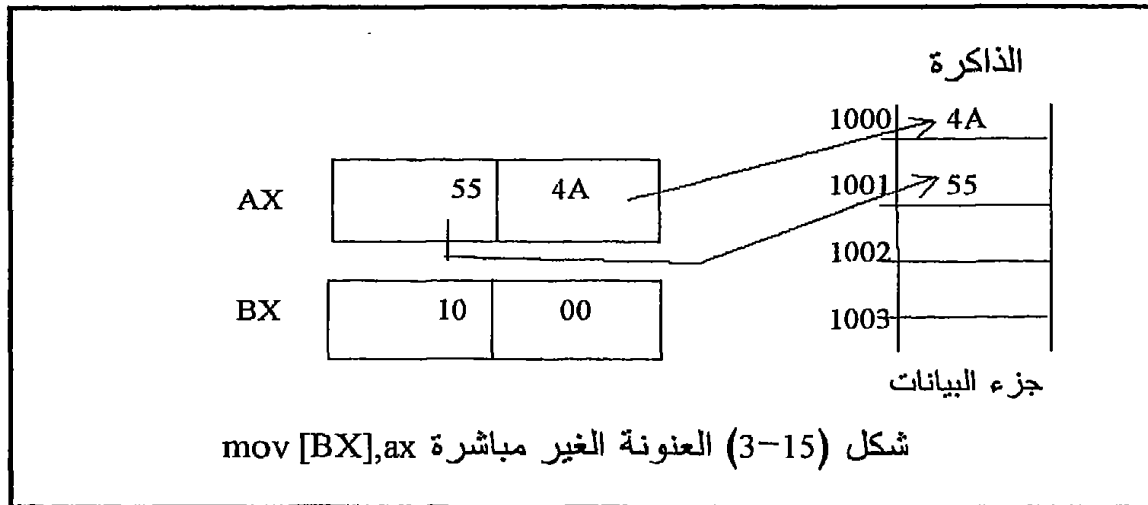 الذاكرة
1000 4A
AX 55 4A
1001 55
1002
BX 10 00
1003
جزء البيانات
شكل (3-15) العنونة الغير مباشرة mov [BX],ax